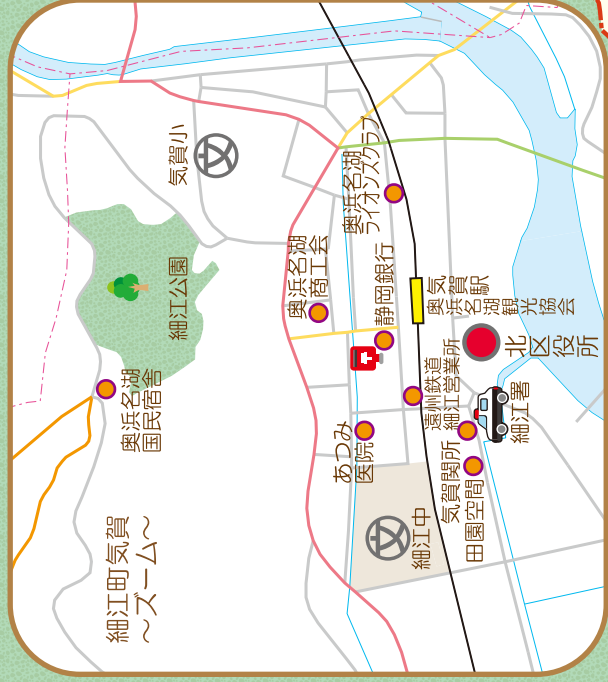 細江町気賀
～ズーム～
気賀小
細江公園
奥浜名湖
国民宿舎
奥浜名湖
商工会
奥浜名湖
ライオンズクラブ
静岡銀行
気賀駅
奥浜名湖観光協会
北区役所
遠州鉄道
細江営業所
細江署
あつみ
医院
気賀関所
田園空間
細江中